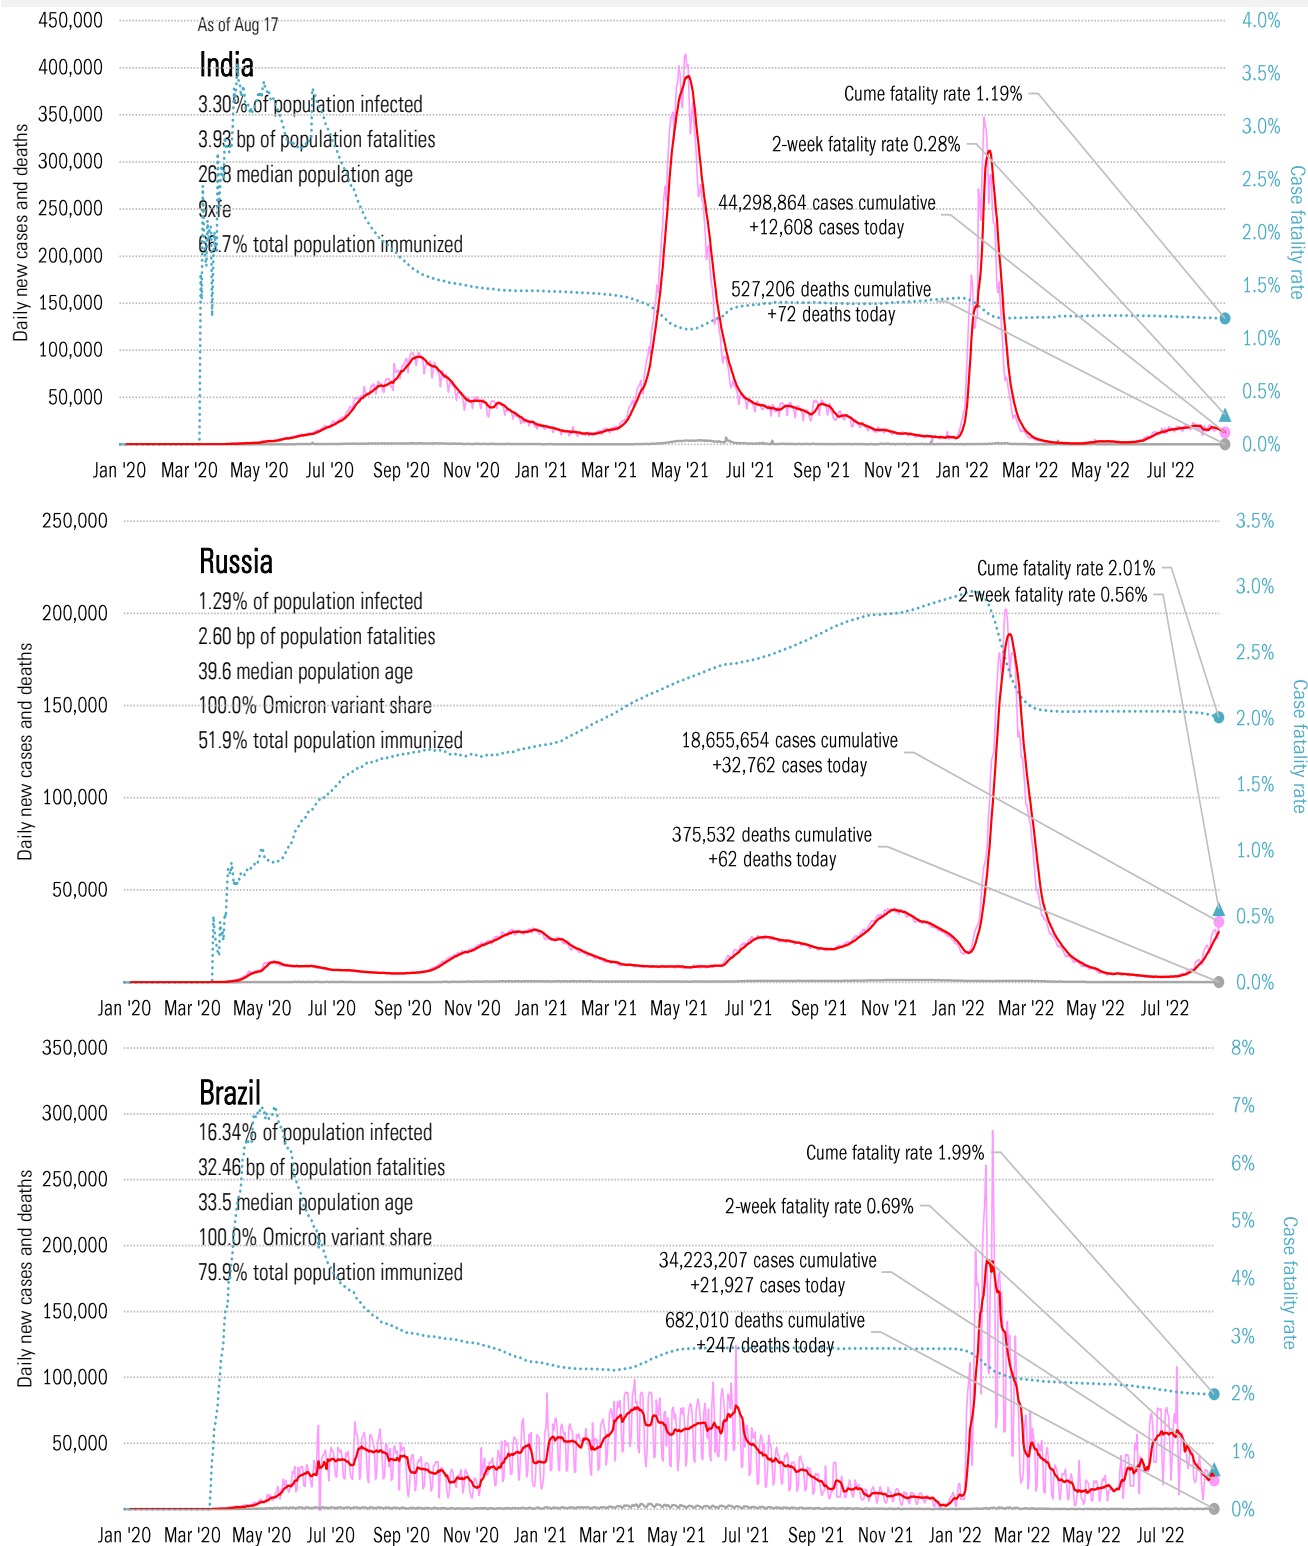 As of Aug 17
India
3.30% of population infected
3.93 bp of population fatalities
26.8 median population age
9xfe
66.7% total population immunized
Cume fatality rate 1.19%
2-week fatality rate 0.28%
44,298,864 cases cumulative
+12,608 cases today
527,206 deaths cumulative
+72 deaths today
Daily new cases and deaths
450,000
400,000
350,000
300,000
250,000
200,000
150,000
100,000
50,000
4.0%
3.5%
3.0%
2.5%
2.0%
1.5%
1.0%
0.5%
0.0%
Case fatality rate
Jan '20 Mar '20 May '20 Jul '20 Sep '20 Nov '20 Jan '21 Mar '21 May '21 Jul '21 Sep '21 Nov '21 Jan '22 Mar '22 May '22 Jul '22
Russia
1.29% of population infected
2.60 bp of population fatalities
39.6 median population age
100.0% Omicron variant share
51.9% total population immunized
Cume fatality rate 2.01%
2-week fatality rate 0.56%
18,655,654 cases cumulative
+32,762 cases today
375,532 deaths cumulative
+62 deaths today
Daily new cases and deaths
250,000
200,000
150,000
100,000
50,000
3.5%
3.0%
2.5%
2.0%
1.5%
1.0%
0.5%
0.0%
Case fatality rate
Jan '20 Mar '20 May '20 Jul '20 Sep '20 Nov '20 Jan '21 Mar '21 May '21 Jul '21 Sep '21 Nov '21 Jan '22 Mar '22 May '22 Jul '22
Brazil
16.34% of population infected
32.46 bp of population fatalities
33.5 median population age
100.0% Omicron variant share
79.9% total population immunized
Cume fatality rate 1.99%
2-week fatality rate 0.69%
34,223,207 cases cumulative
+21,927 cases today
682,010 deaths cumulative
+247 deaths today
Daily new cases and deaths
350,000
300,000
250,000
200,000
150,000
100,000
50,000
8%
7%
6%
5%
4%
3%
2%
1%
0%
Case fatality rate
Jan '20 Mar '20 May '20 Jul '20 Sep '20 Nov '20 Jan '21 Mar '21 May '21 Jul '21 Sep '21 Nov '21 Jan '22 Mar '22 May '22 Jul '22